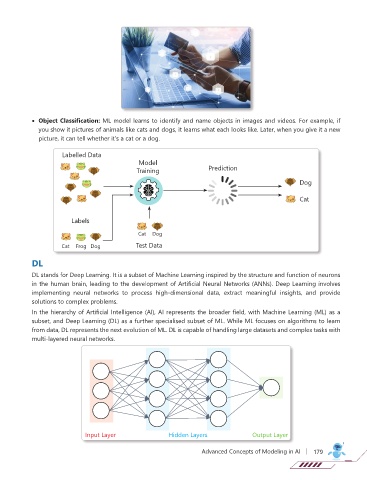 • Object Classification: ML model learns to identify and name objects in images and videos. For example, if
you show it pictures of animals like cats and dogs, it learns what each looks like. Later, when you give it a new
picture, it can tell whether it's a cat or a dog.
Labelled Data
Model
Training
Prediction
Dog
Cat
Labels
Cat Dog
Cat Frog Dog
Test Data
DL
DL stands for Deep Learning. It is a subset of Machine Learning inspired by the structure and function of neurons
in the human brain, leading to the development of Artificial Neural Networks (ANNs). Deep Learning involves
implementing neural networks to process high-dimensional data, extract meaningful insights, and provide
solutions to complex problems.
In the hierarchy of Artificial Intelligence (AI), AI represents the broader field, with Machine Learning (ML) as a
subset, and Deep Learning (DL) as a further specialised subset of ML. While ML focuses on algorithms to learn
from data, DL represents the next evolution of ML. DL is capable of handling large datasets and complex tasks with
multi-layered neural networks.
Input Layer
Hidden Layers
Output Layer
Advanced Concepts of Modeling in AI | 179